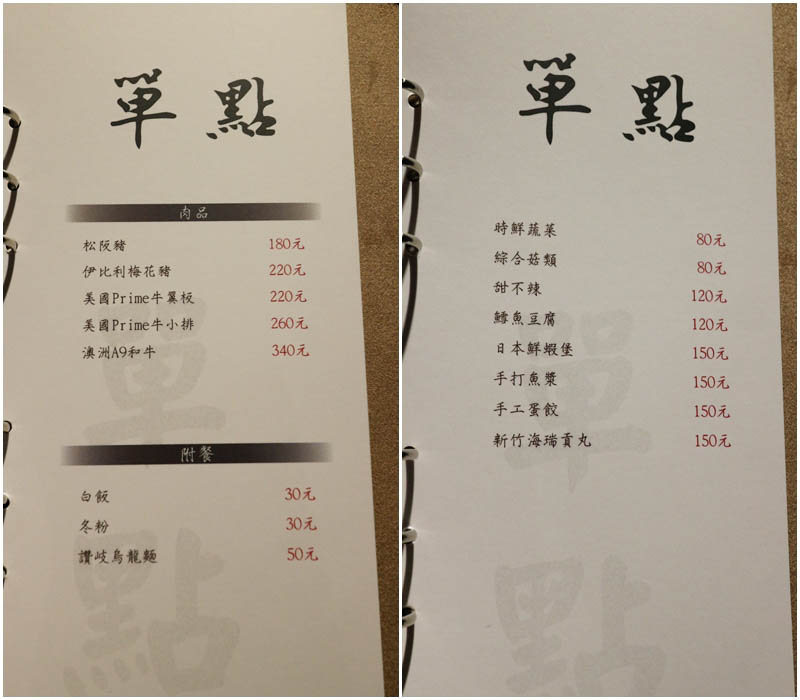 單點
肉品
松阪豬 180元
伊比利梅花豬 220元
美國Prime牛翼板 220元
美國Prime牛小排 260元
澳洲A9和牛 340元
附餐
白飯 30元
冬粉 30元
讚岐烏龍麵 50元
單點
單點
時鮮蔬菜 80元
綜合菇類 80元
甜不辣 120元
鱈魚豆腐 120元
日本鮮蝦堡 150元
手打魚漿 150元
手工蛋餃 150元
新竹海瑞貢丸 150元
單點